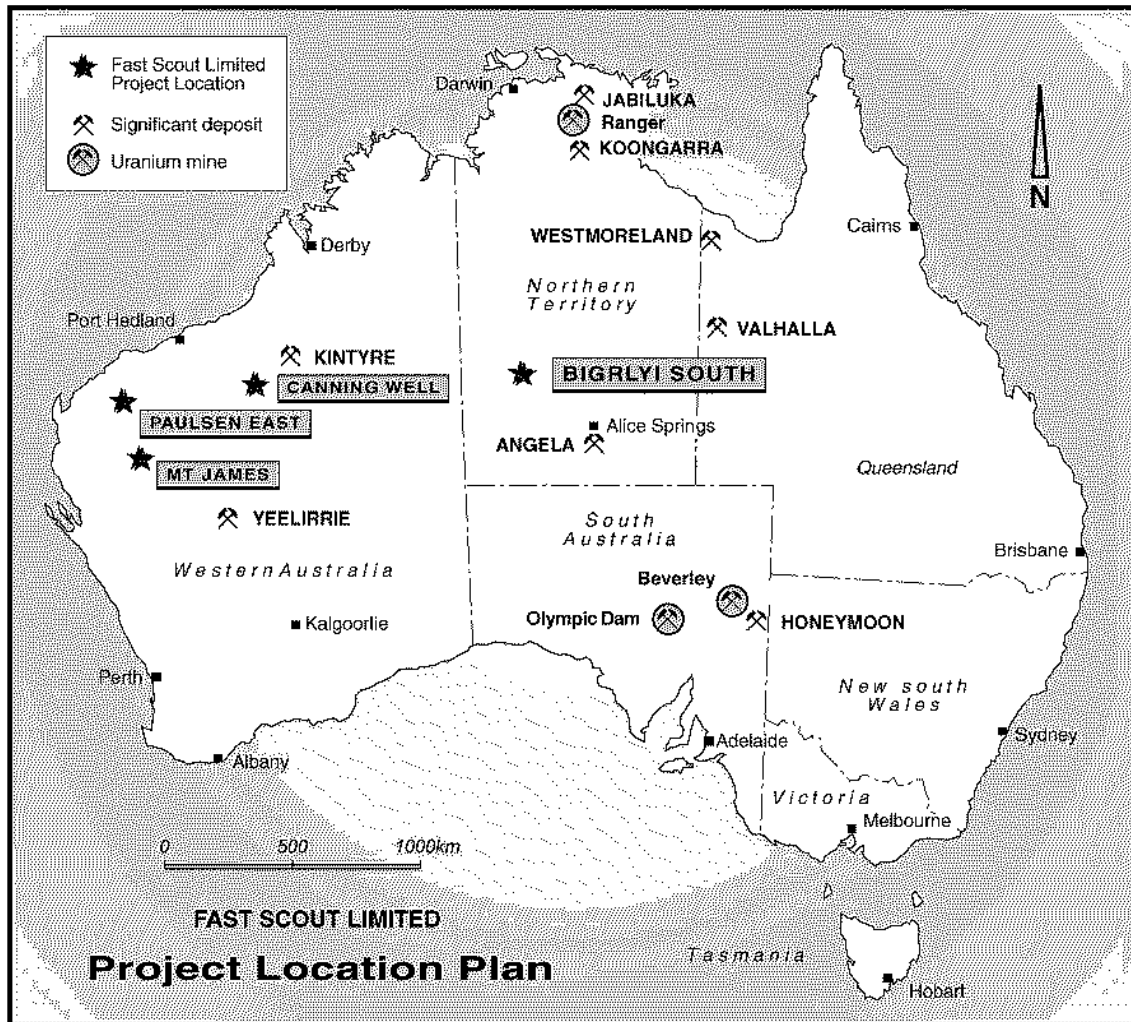 Fast Scout Limited
Project Location
Significant deposit
Uranium mine
Darwin
JABILUKA
Ranger
KOONGARRA
N
WESTMORELAND
Cairns
Derby
Northern
Territory
Port Hedland
VALHALLA
KINTYRE
CANNING WELL
BIGRLYI SOUTH
PAULSEN EAST
Alice Springs
ANGELA
MT JAMES
Queensland
YEELIRRIE
South
Australia
Western Australia
Brisbane
Beverley
Kalgoorlie
Olympic Dam
HONEYMOON
Perth
New south
Wales
Sydney
Adelaide
Albany
Victoria
Melbourne
0 500 1000km
FAST SCOUT LIMITED
Project Location Plan
Tasmania
Hobart